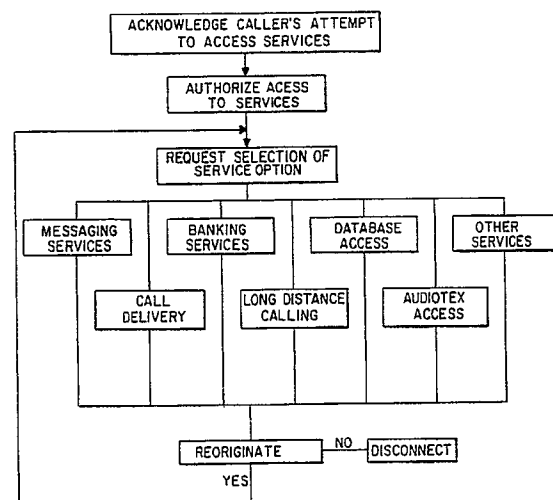 ACKNOWLEDGE CALLER'S ATTEMPT
TO ACCESS SERVICES
AUTHORIZE ACESS
TO SERVICES
REQUEST SELECTION OF
SERVICE OPTION
MESSAGING
SERVICES
BANKING
SERVICES
DATABASE
ACCESS
OTHER
SERVICES
CALL
DELIVERY
LONG DISTANCE
CALLING
AUDIOTEX
ACCESS
REORIGINATE
NO
DISCONNECT
YES